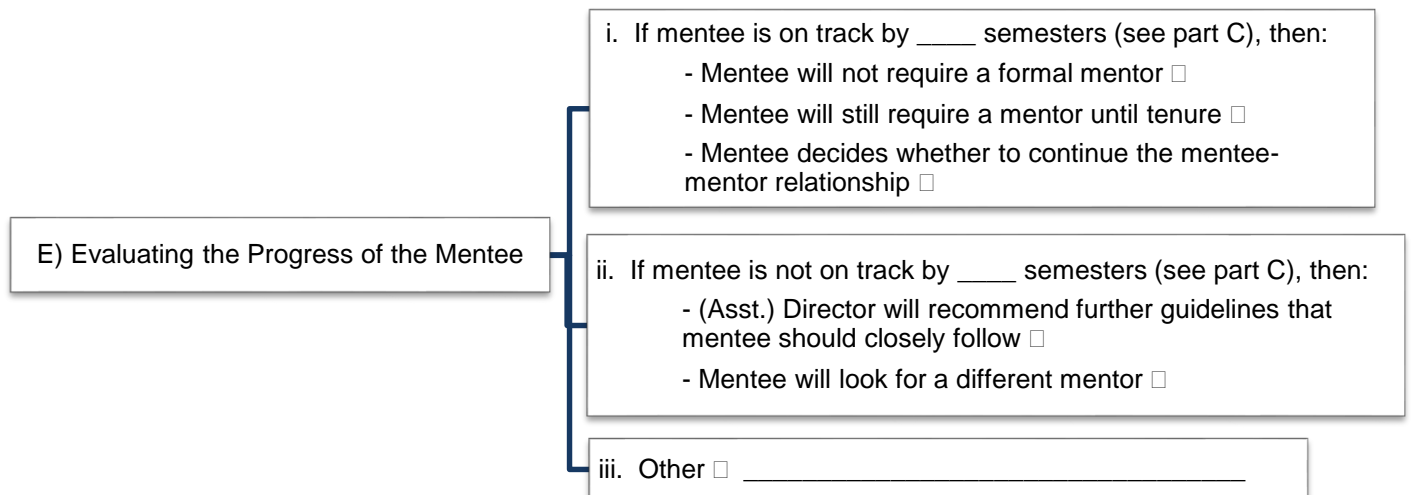 E) Evaluating the Progress of the Mentee
i. If mentee is on track by ____ semesters (see part C), then:
- Mentee will not require a formal mentor □
- Mentee will still require a mentor until tenure □
- Mentee decides whether to continue the mentee-
mentor relationship □
ii. If mentee is not on track by ____ semesters (see part C), then:
- (Asst.) Director will recommend further guidelines that
mentee should closely follow □
- Mentee will look for a different mentor □
iii. Other □ ___________________________________